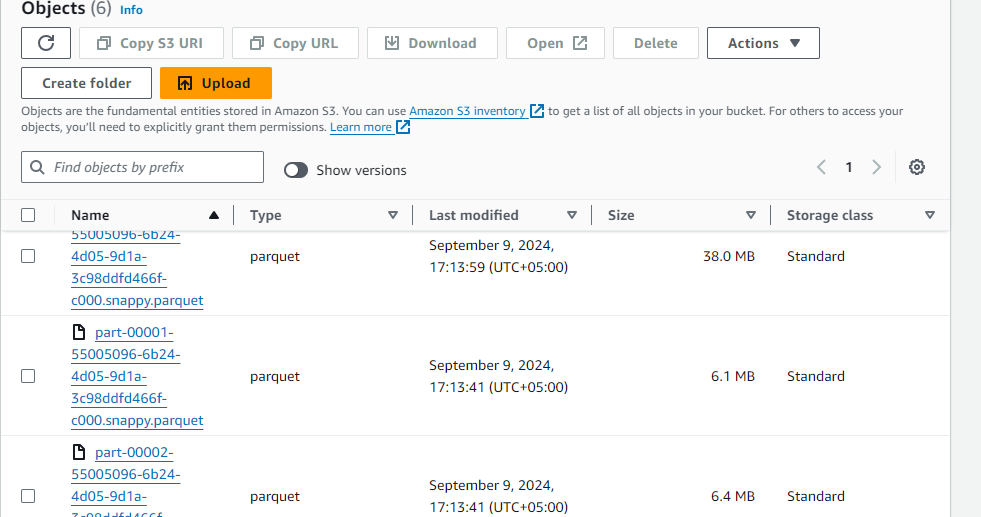 Objects (6) Info
Copy S3 URI Copy URL Download Open Delete Actions
Create folder Upload
Objects are the fundamental entities stored in Amazon S3. You can use Amazon S3 inventory to get a list of all objects in your bucket. For others to access your
objects, you'll need to explicitly grant them permissions. Learn more
Find objects by prefix Show versions 1
Name Type Last modified Size Storage class
55005096-6b24-
4d05-9d1a-
3c98ddfd466f-
c000.snappy.parquet
parquet
September 9, 2024,
17:13:59 (UTC+05:00)
38.0 MB
Standard
part-00001-
55005096-6b24-
4d05-9d1a-
3c98ddfd466f-
c000.snappy.parquet
parquet
September 9, 2024,
17:13:41 (UTC+05:00)
6.1 MB
Standard
part-00002-
55005096-6b24-
4d05-9d1a-
3c98ddfd466f-
parquet
September 9, 2024,
17:13:41 (UTC+05:00)
6.4 MB
Standard